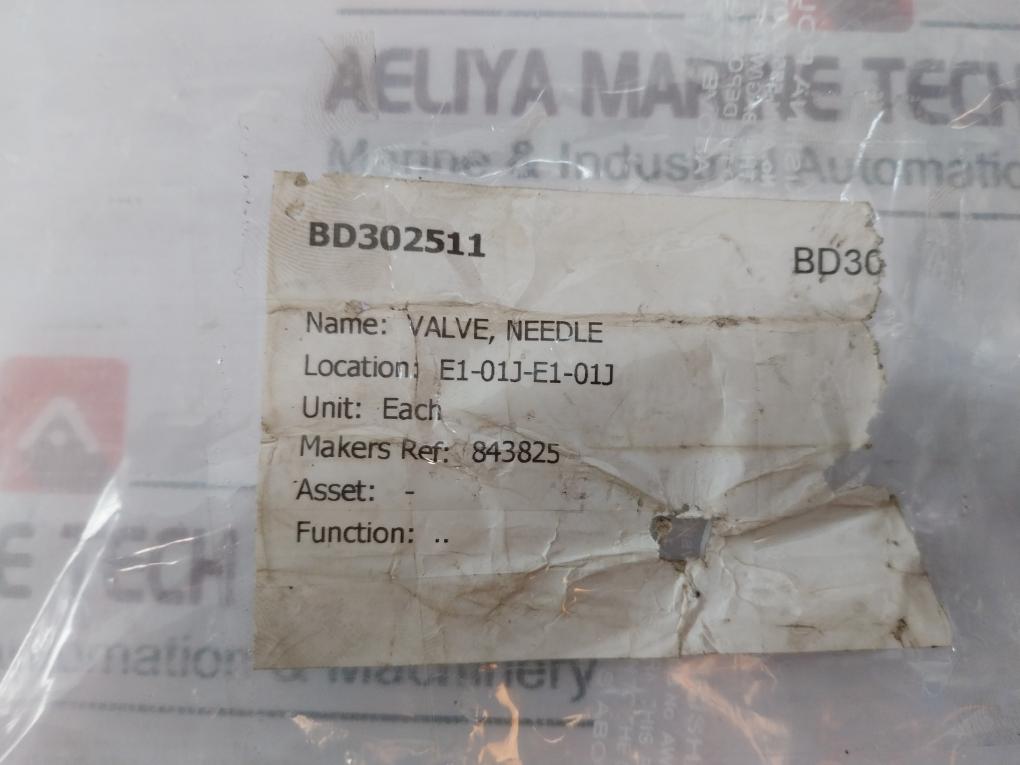 AELIYA MARINE TECH
Marine & Industrial Automatio
BD302511
BD30
Name: VALVE, NEEDLE
Location: E1-01J-E1-01J
Unit: Each
Makers Ref: 843825
Asset: -
Function: ..
E TECH
utomation & Machinery